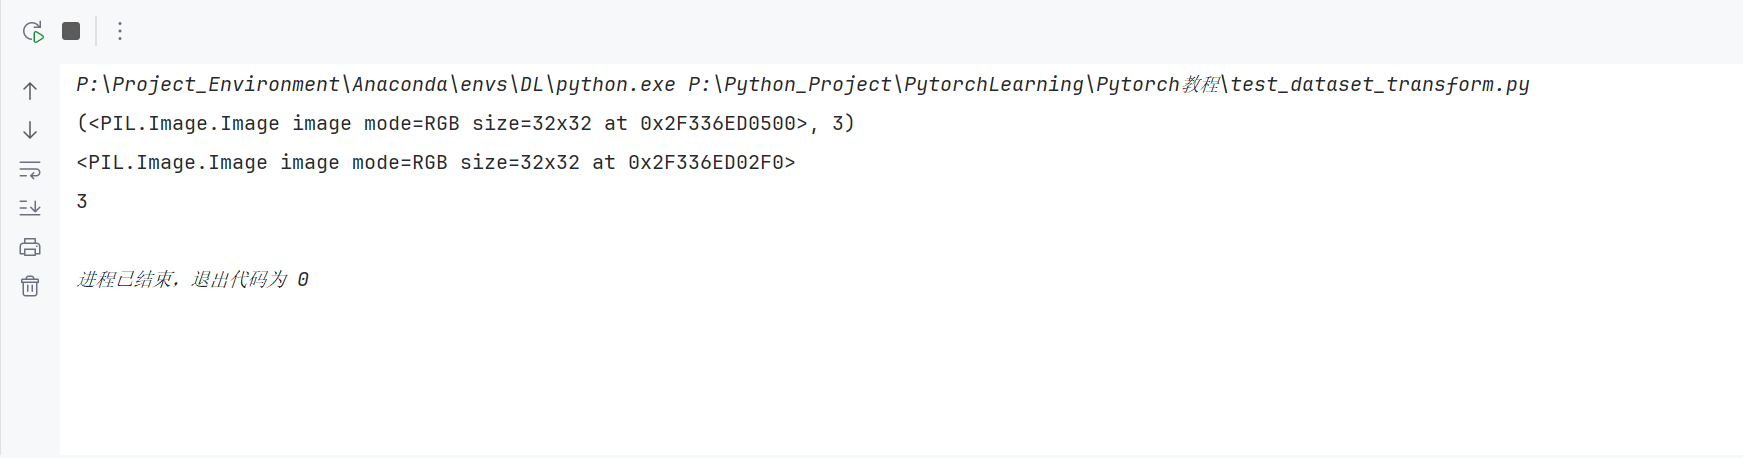 P:\Project_Environment\Anaconda\envs\DL\python.exe P:\Python_Project\PytorchLearning\Pytorch教程\test_dataset_transform.py
(<PIL.Image.Image image mode=RGB size=32x32 at 0x2F336ED0500>, 3)
<PIL.Image.Image image mode=RGB size=32x32 at 0x2F336ED02F0>
3
进程已结束，退出代码为 0